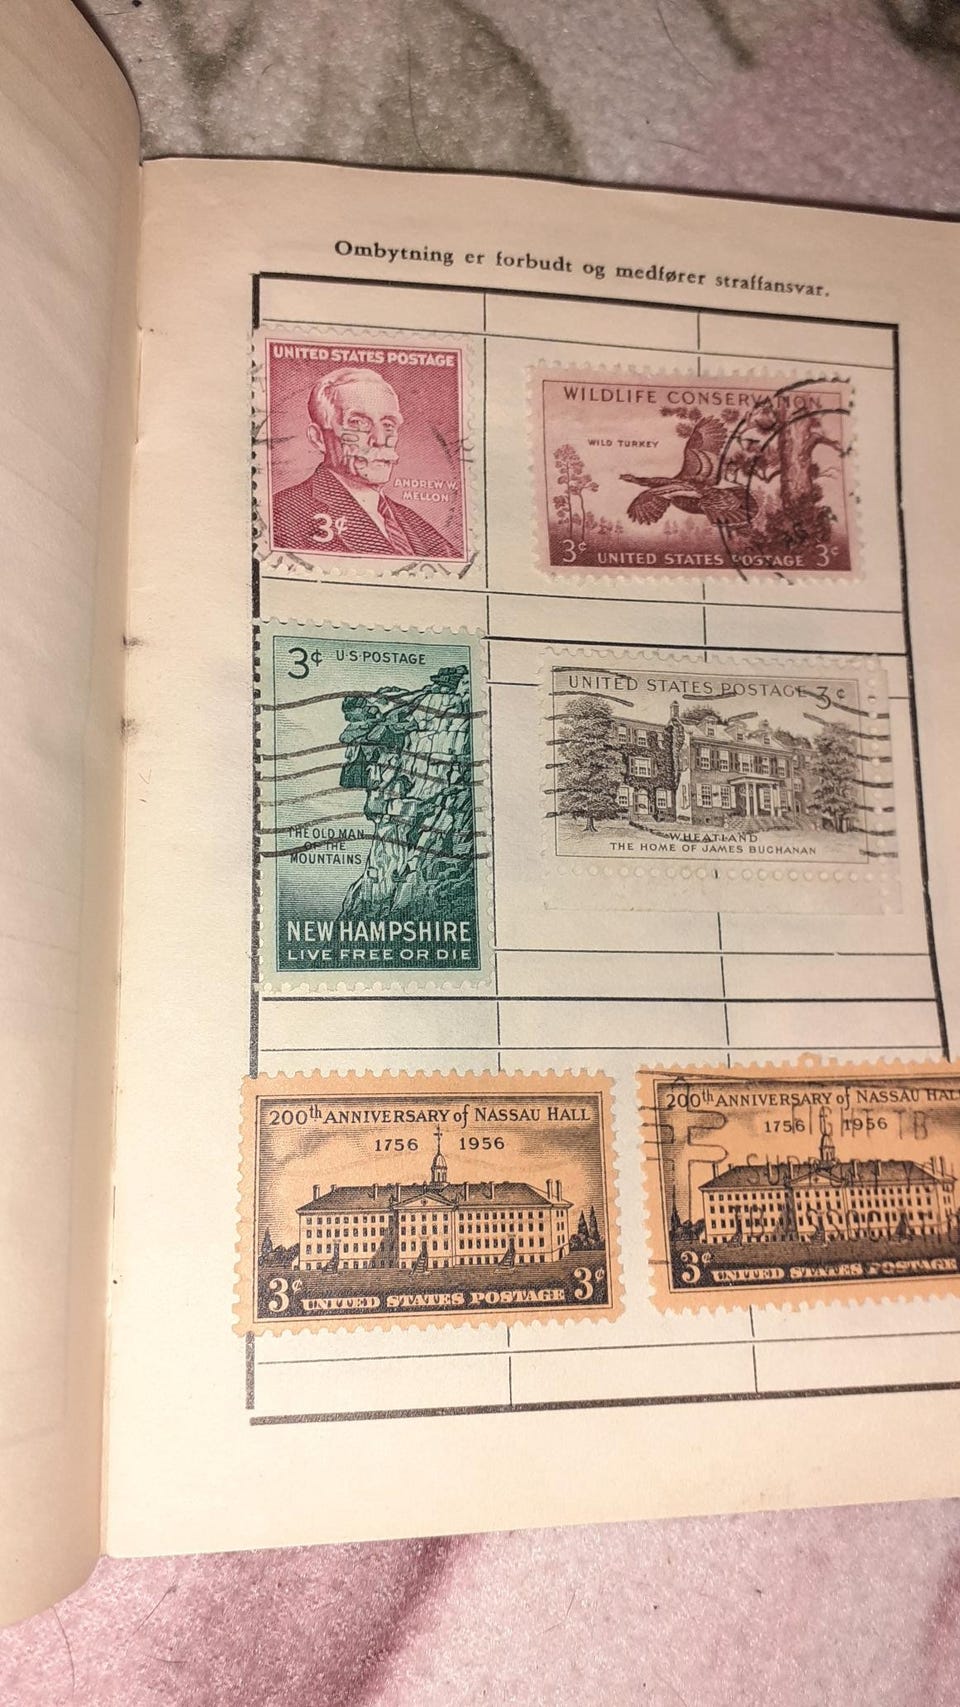 Ombytning er forbudt og medfører straffansvar.
UNITED STATES POSTAGE
ANDREW W.
MELLON
3¢
WILDLIFE CONSERVATION
WILD TURKEY
3¢ UNITED STATES POSTAGE 3¢
3¢ U·S·POSTAGE
THE OLD MAN
OF THE
MOUNTAINS
NEW HAMPSHIRE
LIVE FREE OR DIE
UNITED STATES POSTAGE 3¢
WHEATLAND
THE HOME OF JAMES BUCHANAN
200th ANNIVERSARY of NASSAU HALL
1756 1956
3¢ UNITED STATES POSTAGE 3¢
200th ANNIVERSARY of NASSAU HALL
1756 1956
FIGHT TB
3¢ UNITED STATES POSTAGE